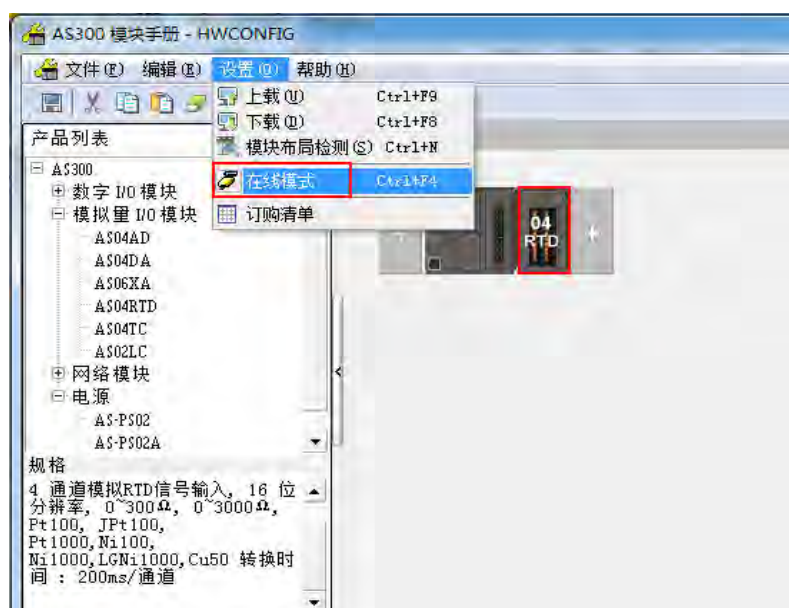 AS300 模块手册 - HWCONFIG
文件(F) 编辑(E) 设置(O) 帮助(H)
上载(U) Ctrl+F9
下载(D) Ctrl+F8
模块布局检测(S) Ctrl+N
在线模式 Ctrl+F4
订购清单
产品列表
AS300
数字 I/O 模块
模拟量 I/O 模块
AS04AD
AS04DA
AS06XA
AS04RTD
AS04TC
AS02LC
网络模块
电源
AS-PS02
AS-PS02A
04
RTD
规格
4 通道模拟RTD信号输入, 16 位
分辨率, 0~300Ω, 0~3000Ω,
Pt100, JPt100,
Pt1000,Ni100,
Ni1000,LGNi1000,Cu50 转换时
间 : 200ms/通道